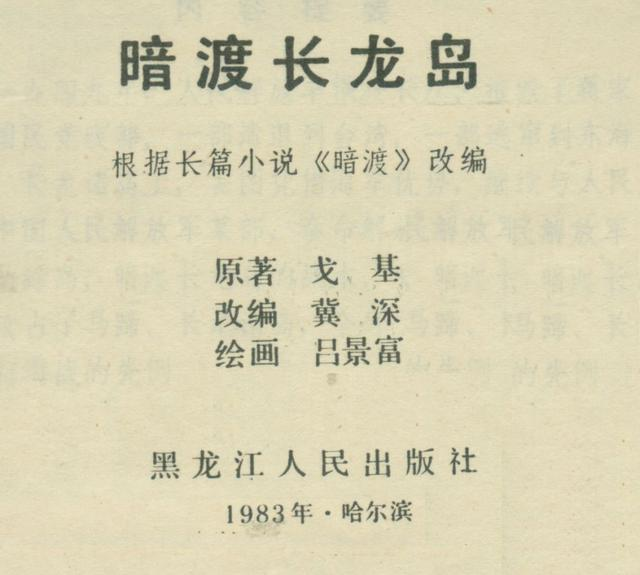 暗渡长龙岛
根据长篇小说《暗渡》改编
原著 戈 基
改编 冀 深
绘画 吕景富
黑龙江人民出版社
1983年·哈尔滨